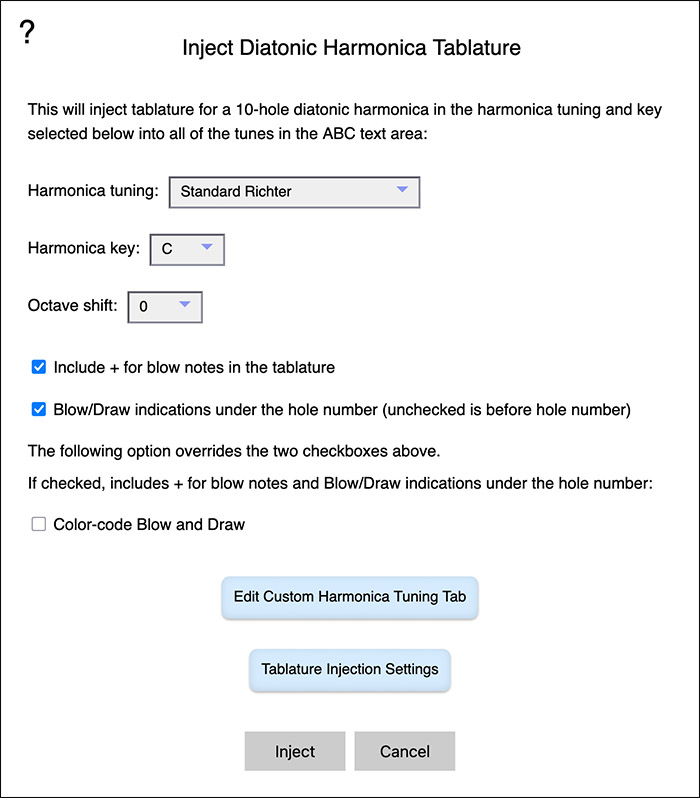 ?
Inject Diatonic Harmonica Tablature
This will inject tablature for a 10-hole diatonic harmonica in the harmonica tuning and key
selected below into all of the tunes in the ABC text area:
Harmonica tuning: Standard Richter
Harmonica key: C
Octave shift: 0
Include + for blow notes in the tablature
Blow/Draw indications under the hole number (unchecked is before hole number)
The following option overrides the two checkboxes above.
If checked, includes + for blow notes and Blow/Draw indications under the hole number:
Color-code Blow and Draw
Edit Custom Harmonica Tuning Tab
Tablature Injection Settings
Inject Cancel